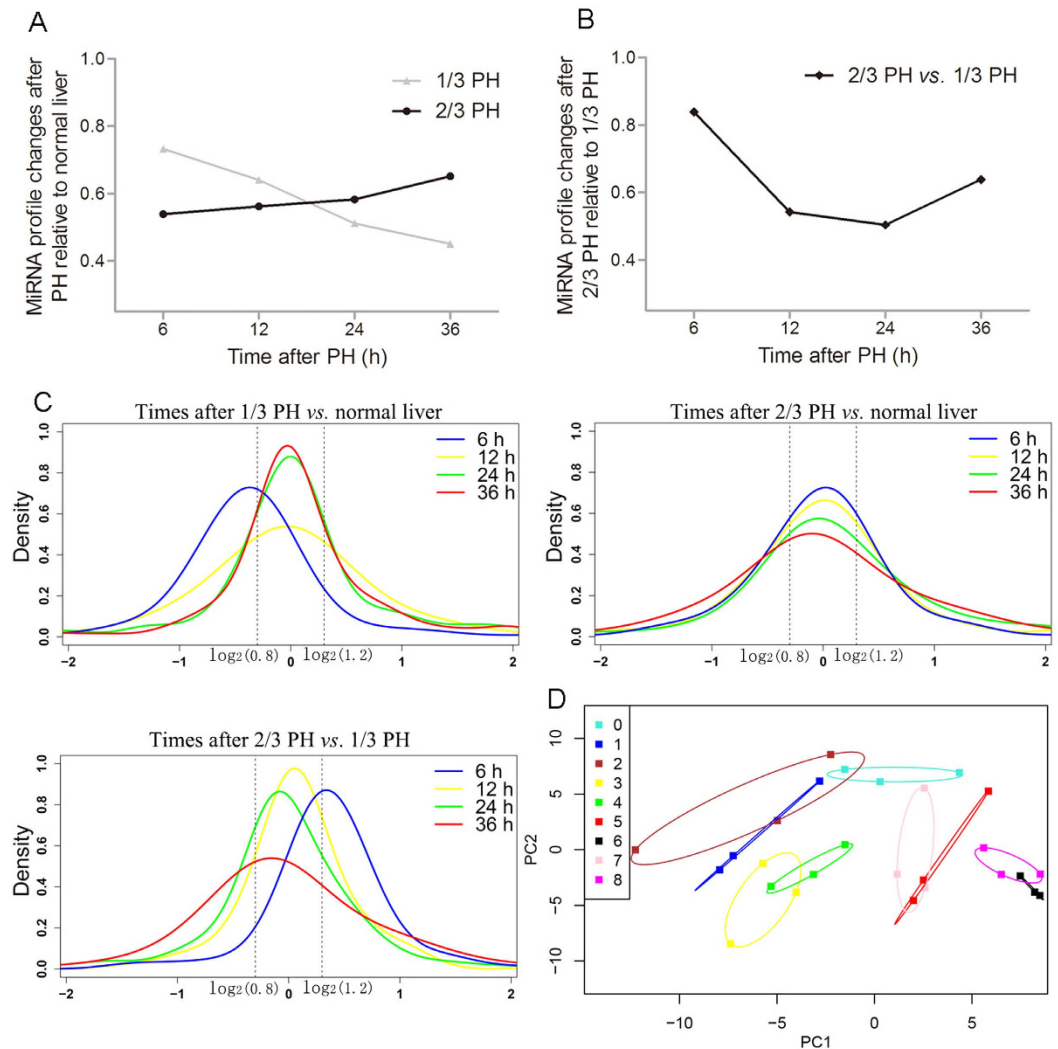 A
MiRNA profile changes after
PH relative to normal liver
1.0
0.8
0.6
0.4
1/3 PH
2/3 PH
6
12
24
36
Time after PH (h)
B
MiRNA profile changes after
2/3 PH relative to 1/3 PH
1.0
0.8
0.6
0.4
2/3 PH vs. 1/3 PH
6
12
24
36
Time after PH (h)
C
Times after 1/3 PH vs. normal liver
Density
1.0
0.8
0.6
0.4
0.2
0.0
6 h
12 h
24 h
36 h
−2
−1
log2(0.8)
0
log2(1.2)
1
2
Times after 2/3 PH vs. normal liver
Density
1.0
0.8
0.6
0.4
0.2
0.0
6 h
12 h
24 h
36 h
−2
−1
log2(0.8)
0
log2(1.2)
1
2
Times after 2/3 PH vs. 1/3 PH
Density
1.0
0.8
0.6
0.4
0.2
0.0
6 h
12 h
24 h
36 h
−2
−1
log2(0.8)
0
log2(1.2)
1
2
D
0
1
2
3
4
5
6
7
8
PC2
10
5
0
−5
−10
−10
−5
0
5
PC1